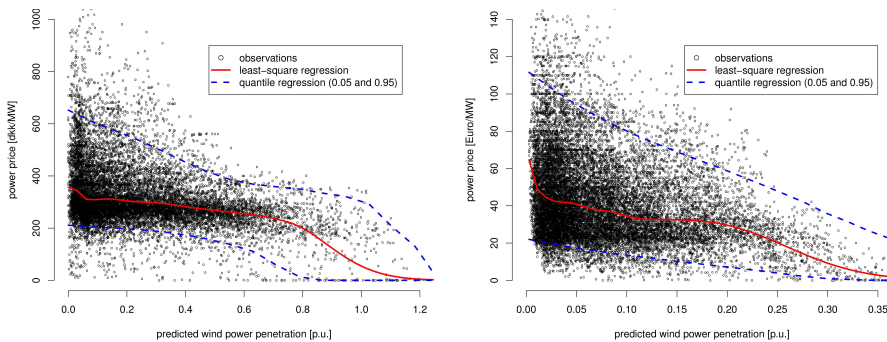 1000
800
600
400
200
0
power price [dkk/MW]
observations
least-square regression
quantile regression (0.05 and 0.95)
0.0 0.2 0.4 0.6 0.8 1.0 1.2
predicted wind power penetration [p.u.]
140
120
100
80
60
40
20
0
power price [Euro/MW]
observations
least-square regression
quantile regression (0.05 and 0.95)
0.00 0.05 0.10 0.15 0.20 0.25 0.30 0.35
predicted wind power penetration [p.u.]